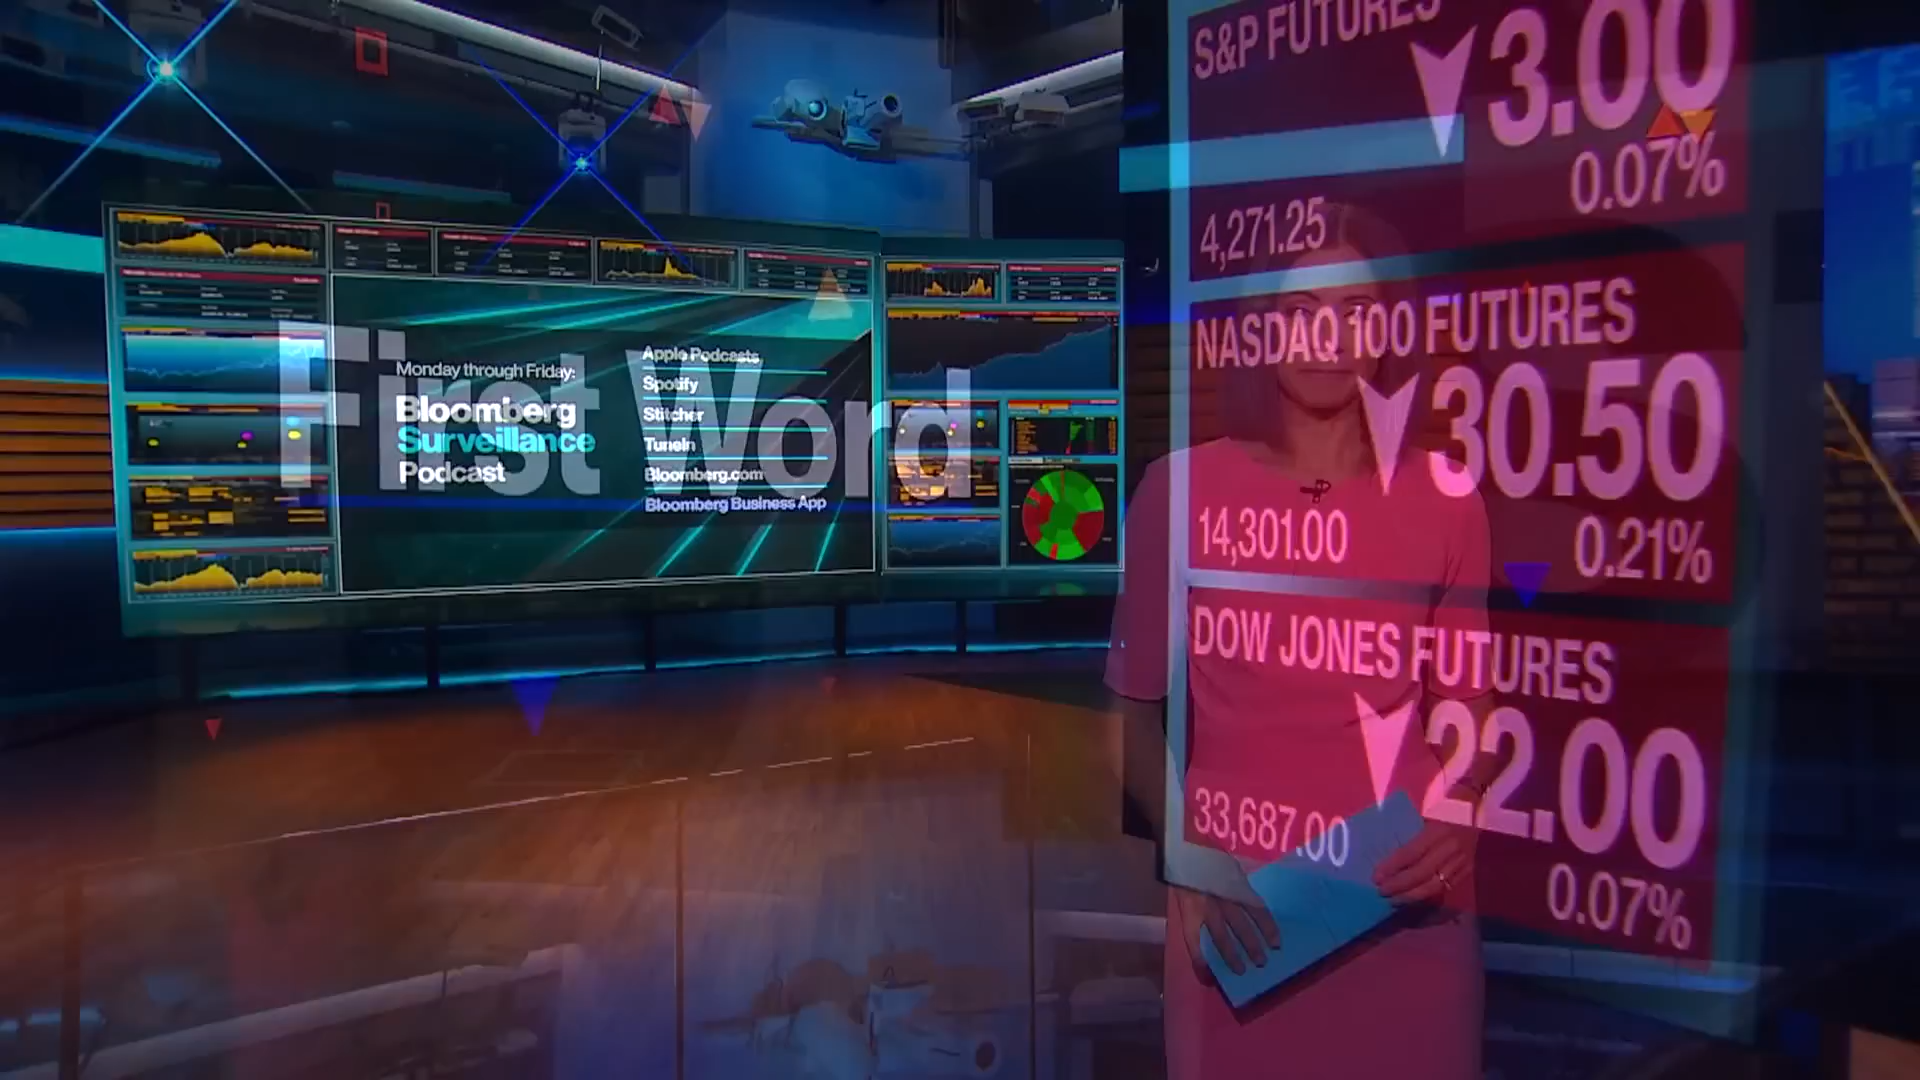 First Word
Monday through Friday:
Bloomberg
Surveillance
Podcast
Apple Podcasts
Spotify
Stitcher
TuneIn
Bloomberg.com
Bloomberg Business App
S&P FUTURES
3.00
0.07%
4,271.25
NASDAQ 100 FUTURES
30.50
14,301.00
0.21%
DOW JONES FUTURES
22.00
33,687.00
0.07%